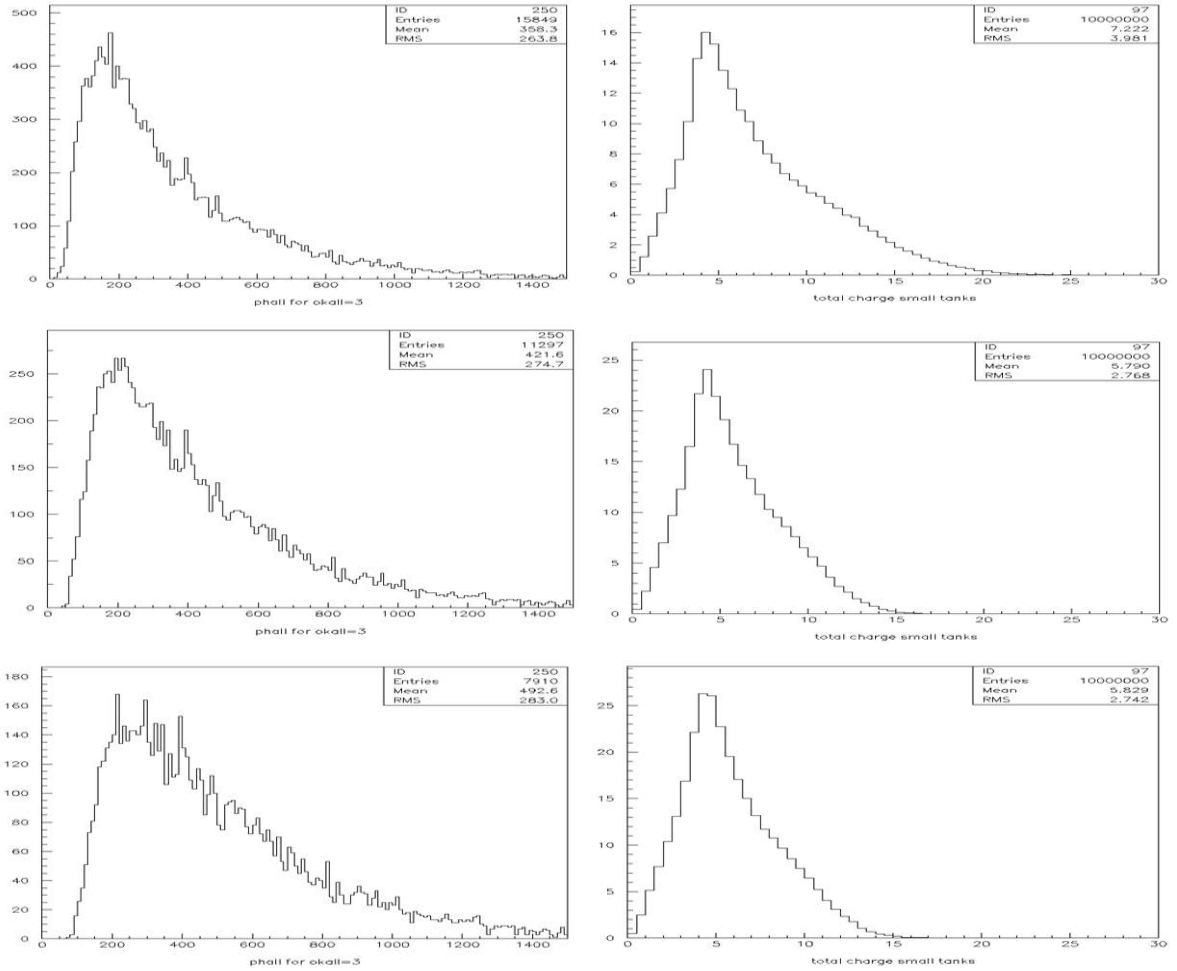 ID 250
Entries 15849
Mean 358.3
RMS 263.8
500
400
300
200
100
0
0 200 400 600 800 1000 1200 1400
phall for okall=3
ID 97
Entries 10000000
Mean 7.222
RMS 3.981
16
14
12
10
8
6
4
2
0
0 5 10 15 20 25 30
total charge small tanks
ID 250
Entries 11297
Mean 421.6
RMS 274.7
250
200
150
100
50
0
0 200 400 600 800 1000 1200 1400
phall for okall=3
ID 97
Entries 10000000
Mean 5.790
RMS 2.768
25
20
15
10
5
0
0 5 10 15 20 25 30
total charge small tanks
ID 250
Entries 7910
Mean 492.6
RMS 283.0
180
160
140
120
100
80
60
40
20
0
0 200 400 600 800 1000 1200 1400
phall for okall=3
ID 97
Entries 10000000
Mean 5.829
RMS 2.742
25
20
15
10
5
0
0 5 10 15 20 25 30
total charge small tanks